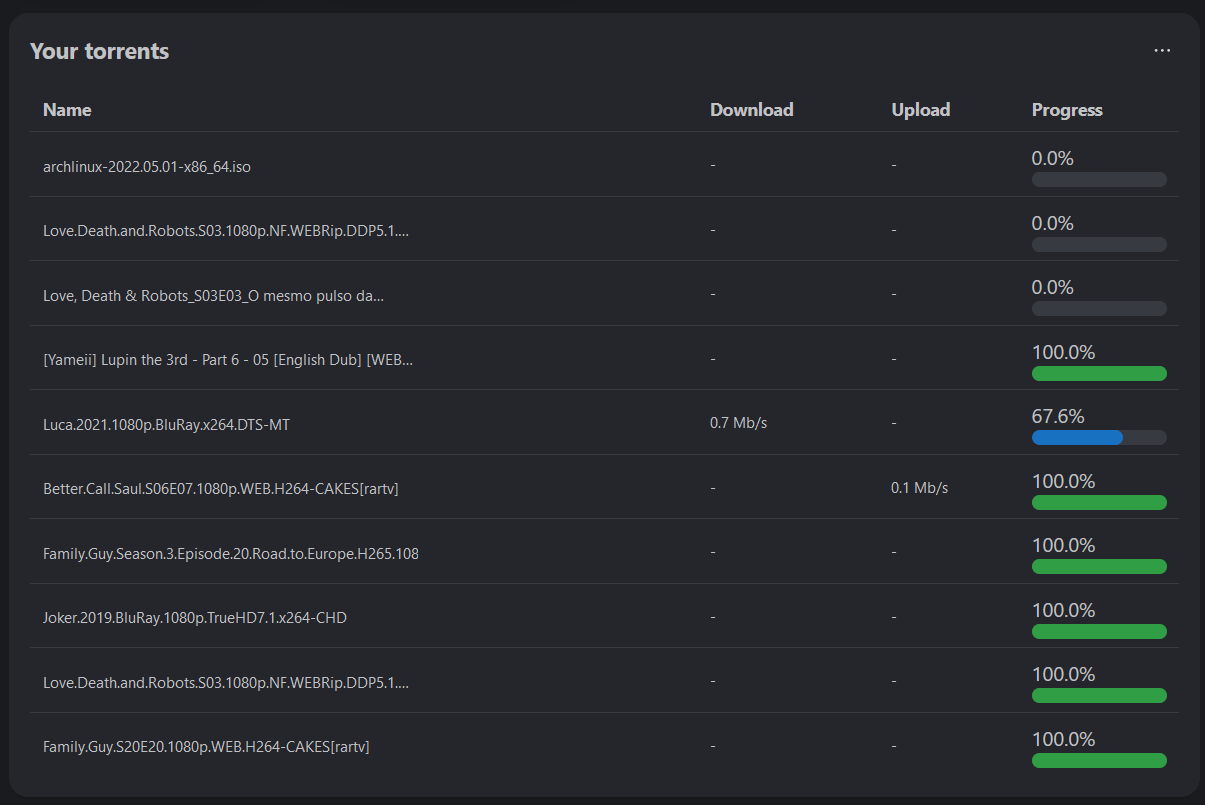 Your torrents
...
Name Download Upload Progress
archlinux-2022.05.01-x86_64.iso - - 0.0%
Love.Death.and.Robots.S03.1080p.NF.WEBRip.DDP5.1.... - - 0.0%
Love, Death & Robots_S03E03_O mesmo pulso da... - - 0.0%
[Yameii] Lupin the 3rd - Part 6 - 05 [English Dub] [WEB... - - 100.0%
Luca.2021.1080p.BluRay.x264.DTS-MT 0.7 Mb/s - 67.6%
Better.Call.Saul.S06E07.1080p.WEB.H264-CAKES[rartv] - 0.1 Mb/s 100.0%
Family.Guy.Season.3.Episode.20.Road.to.Europe.H265.108 - - 100.0%
Joker.2019.BluRay.1080p.TrueHD7.1.x264-CHD - - 100.0%
Love.Death.and.Robots.S03.1080p.NF.WEBRip.DDP5.1.... - - 100.0%
Family.Guy.S20E20.1080p.WEB.H264-CAKES[rartv] - - 100.0%